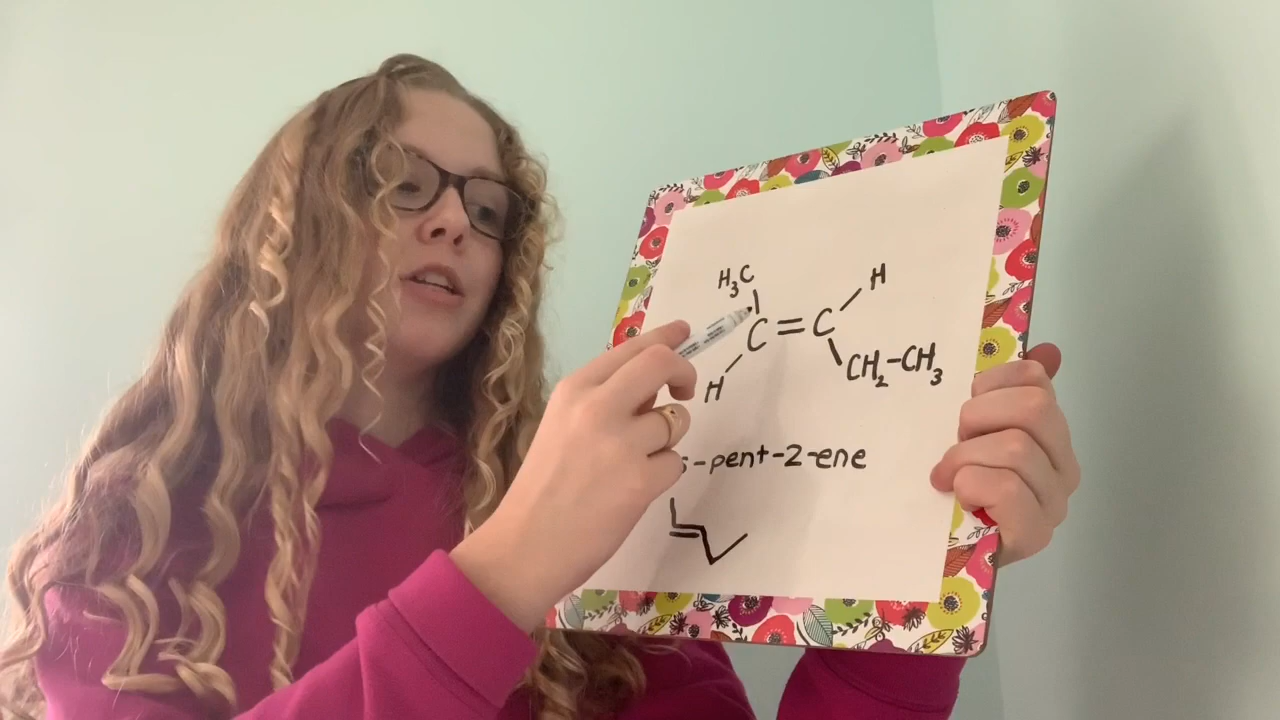 H3C H
C=C
H CH2-CH3
s-pent-2-ene